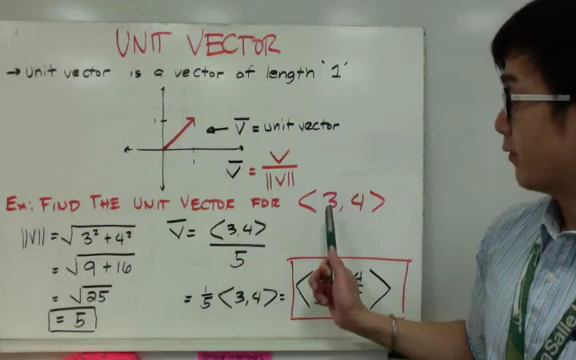 UNIT VECTOR
→ Unit vector is a vector of length '1'
V̅ = unit vector
V̅ = V / ||V||
Ex: FIND THE UNIT VECTOR FOR <3, 4>
||V|| = √(3² + 4²)
= √(9 + 16)
= √25
= 5
V̅ = <3, 4> / 5
= 1/5 <3, 4> =
Salle